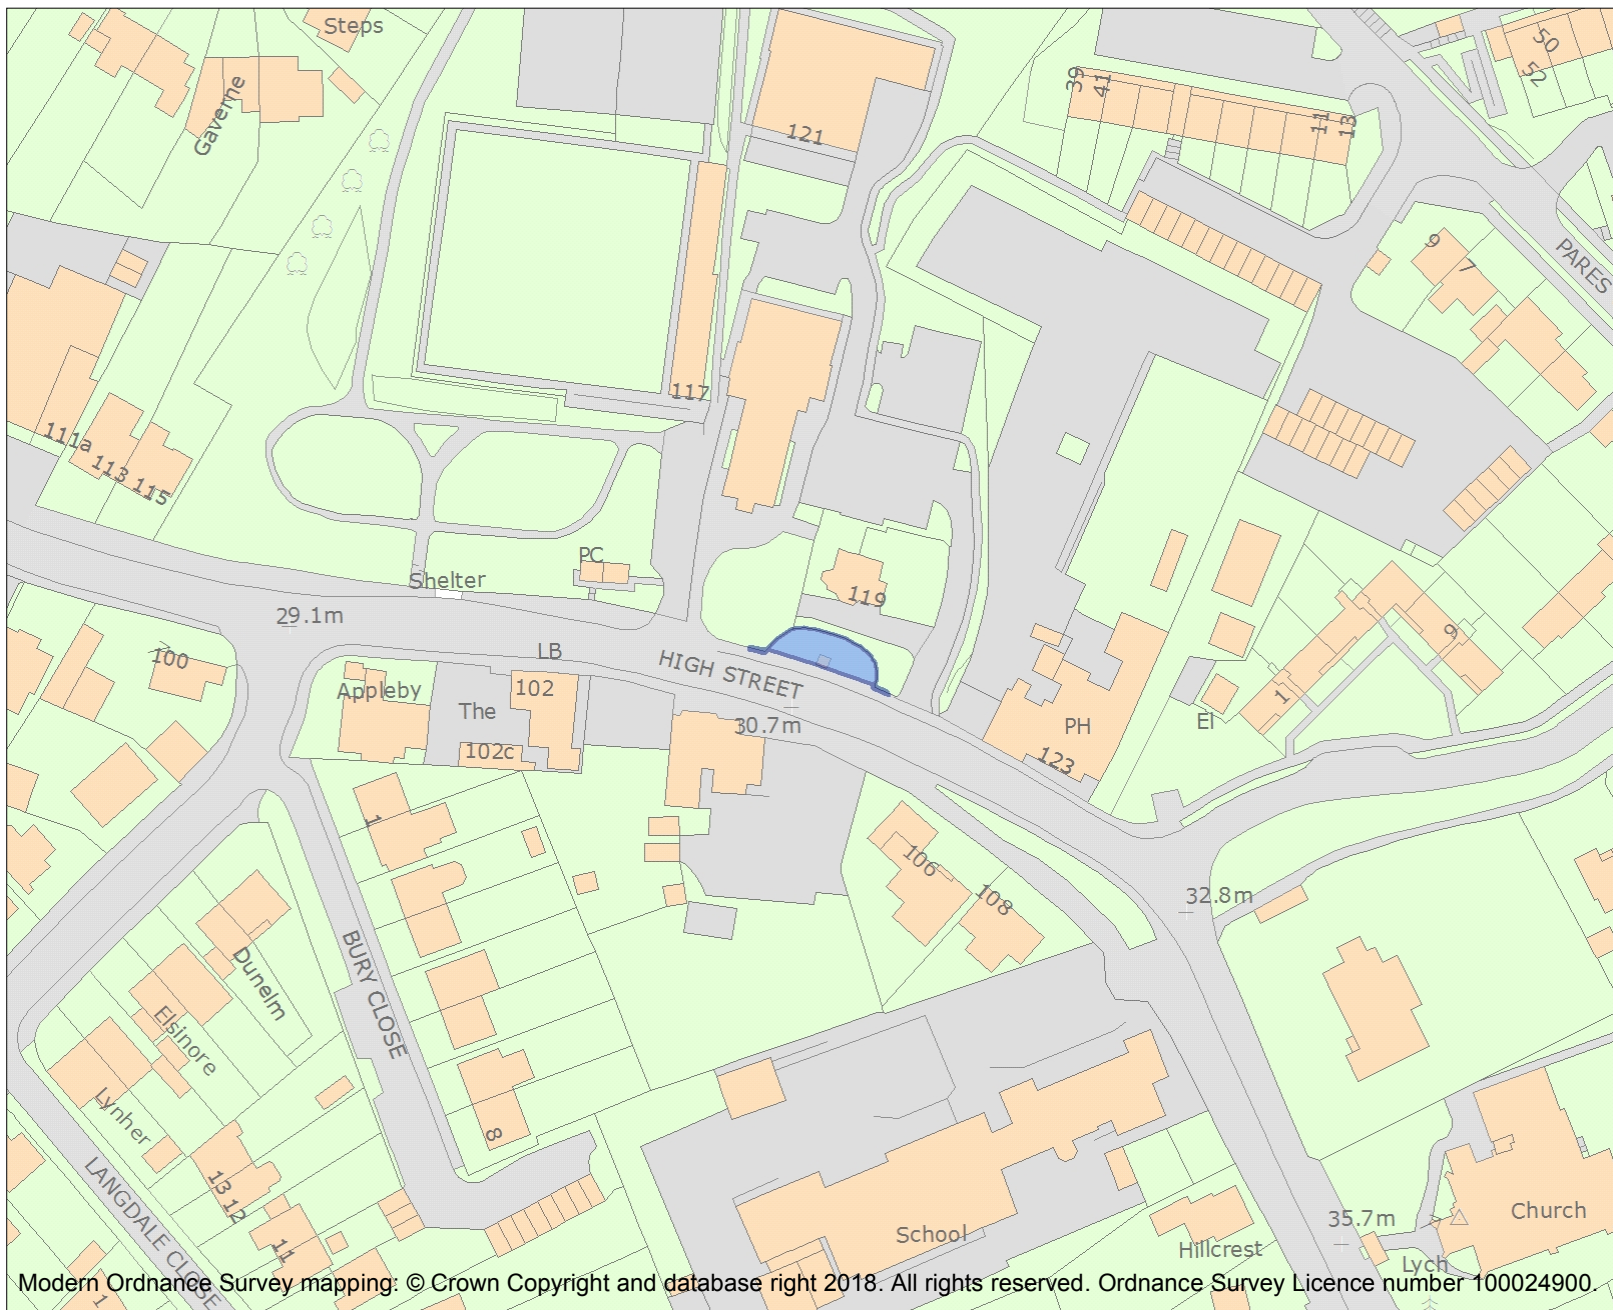 Steps
Gaverne
121
39
41
11
13
50
52
9
7
PARES
117
111a
113
115
PC
Shelter
119
29.1m
LB
HIGH STREET
30.7m
100
Appleby
The
102
102c
PH
123
El
1
9
1
106
108
32.8m
BURY CLOSE
Dunelm
Elsinore
Lynher
8
LANGDALE CLOSE
13
12
11
1
School
Hillcrest
35.7m
Church
Lych
Modern Ordnance Survey mapping: © Crown Copyright and database right 2018. All rights reserved. Ordnance Survey Licence number 100024900.